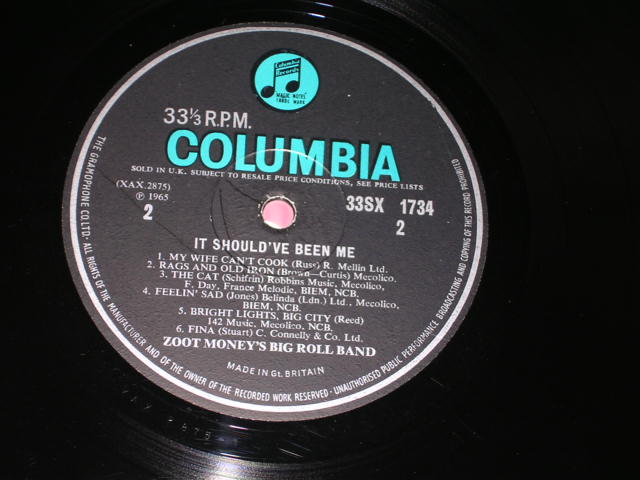 Columbia
Records
MAGIC NOTES
TRADE MARK
33⅓ R.P.M.
COLUMBIA
SOLD IN U.K. SUBJECT TO RESALE PRICE CONDITIONS, SEE PRICE LISTS
(XAX.2875)
℗ 1965
2
33SX 1734
2
IT SHOULD'VE BEEN ME
1. MY WIFE CAN'T COOK (Russ) R. Mellin Ltd.
2. RAGS AND OLD IRON (Brown—Curtis) Mecolico.
3. THE CAT (Schifrin) Robbins Music, Mecolico,
F. Day, France Melodie, BIEM, NCB.
4. FEELIN' SAD (Jones) Belinda (Ldn.) Ltd., Mecolico,
BIEM, NCB.
5. BRIGHT LIGHTS, BIG CITY (Reed)
142 Music, Mecolico, NCB.
6. FINA (Stuart) C. Connelly & Co. Ltd.
ZOOT MONEY'S BIG ROLL BAND
MADE IN Gt. BRITAIN
THE GRAMOPHONE CO. LTD. ALL RIGHTS OF THE MANUFACTURER AND OF THE OWNER OF THE RECORDED WORK RESERVED · UNAUTHORISED PUBLIC PERFORMANCE BROADCASTING AND COPYING OF THIS RECORD PROHIBITED